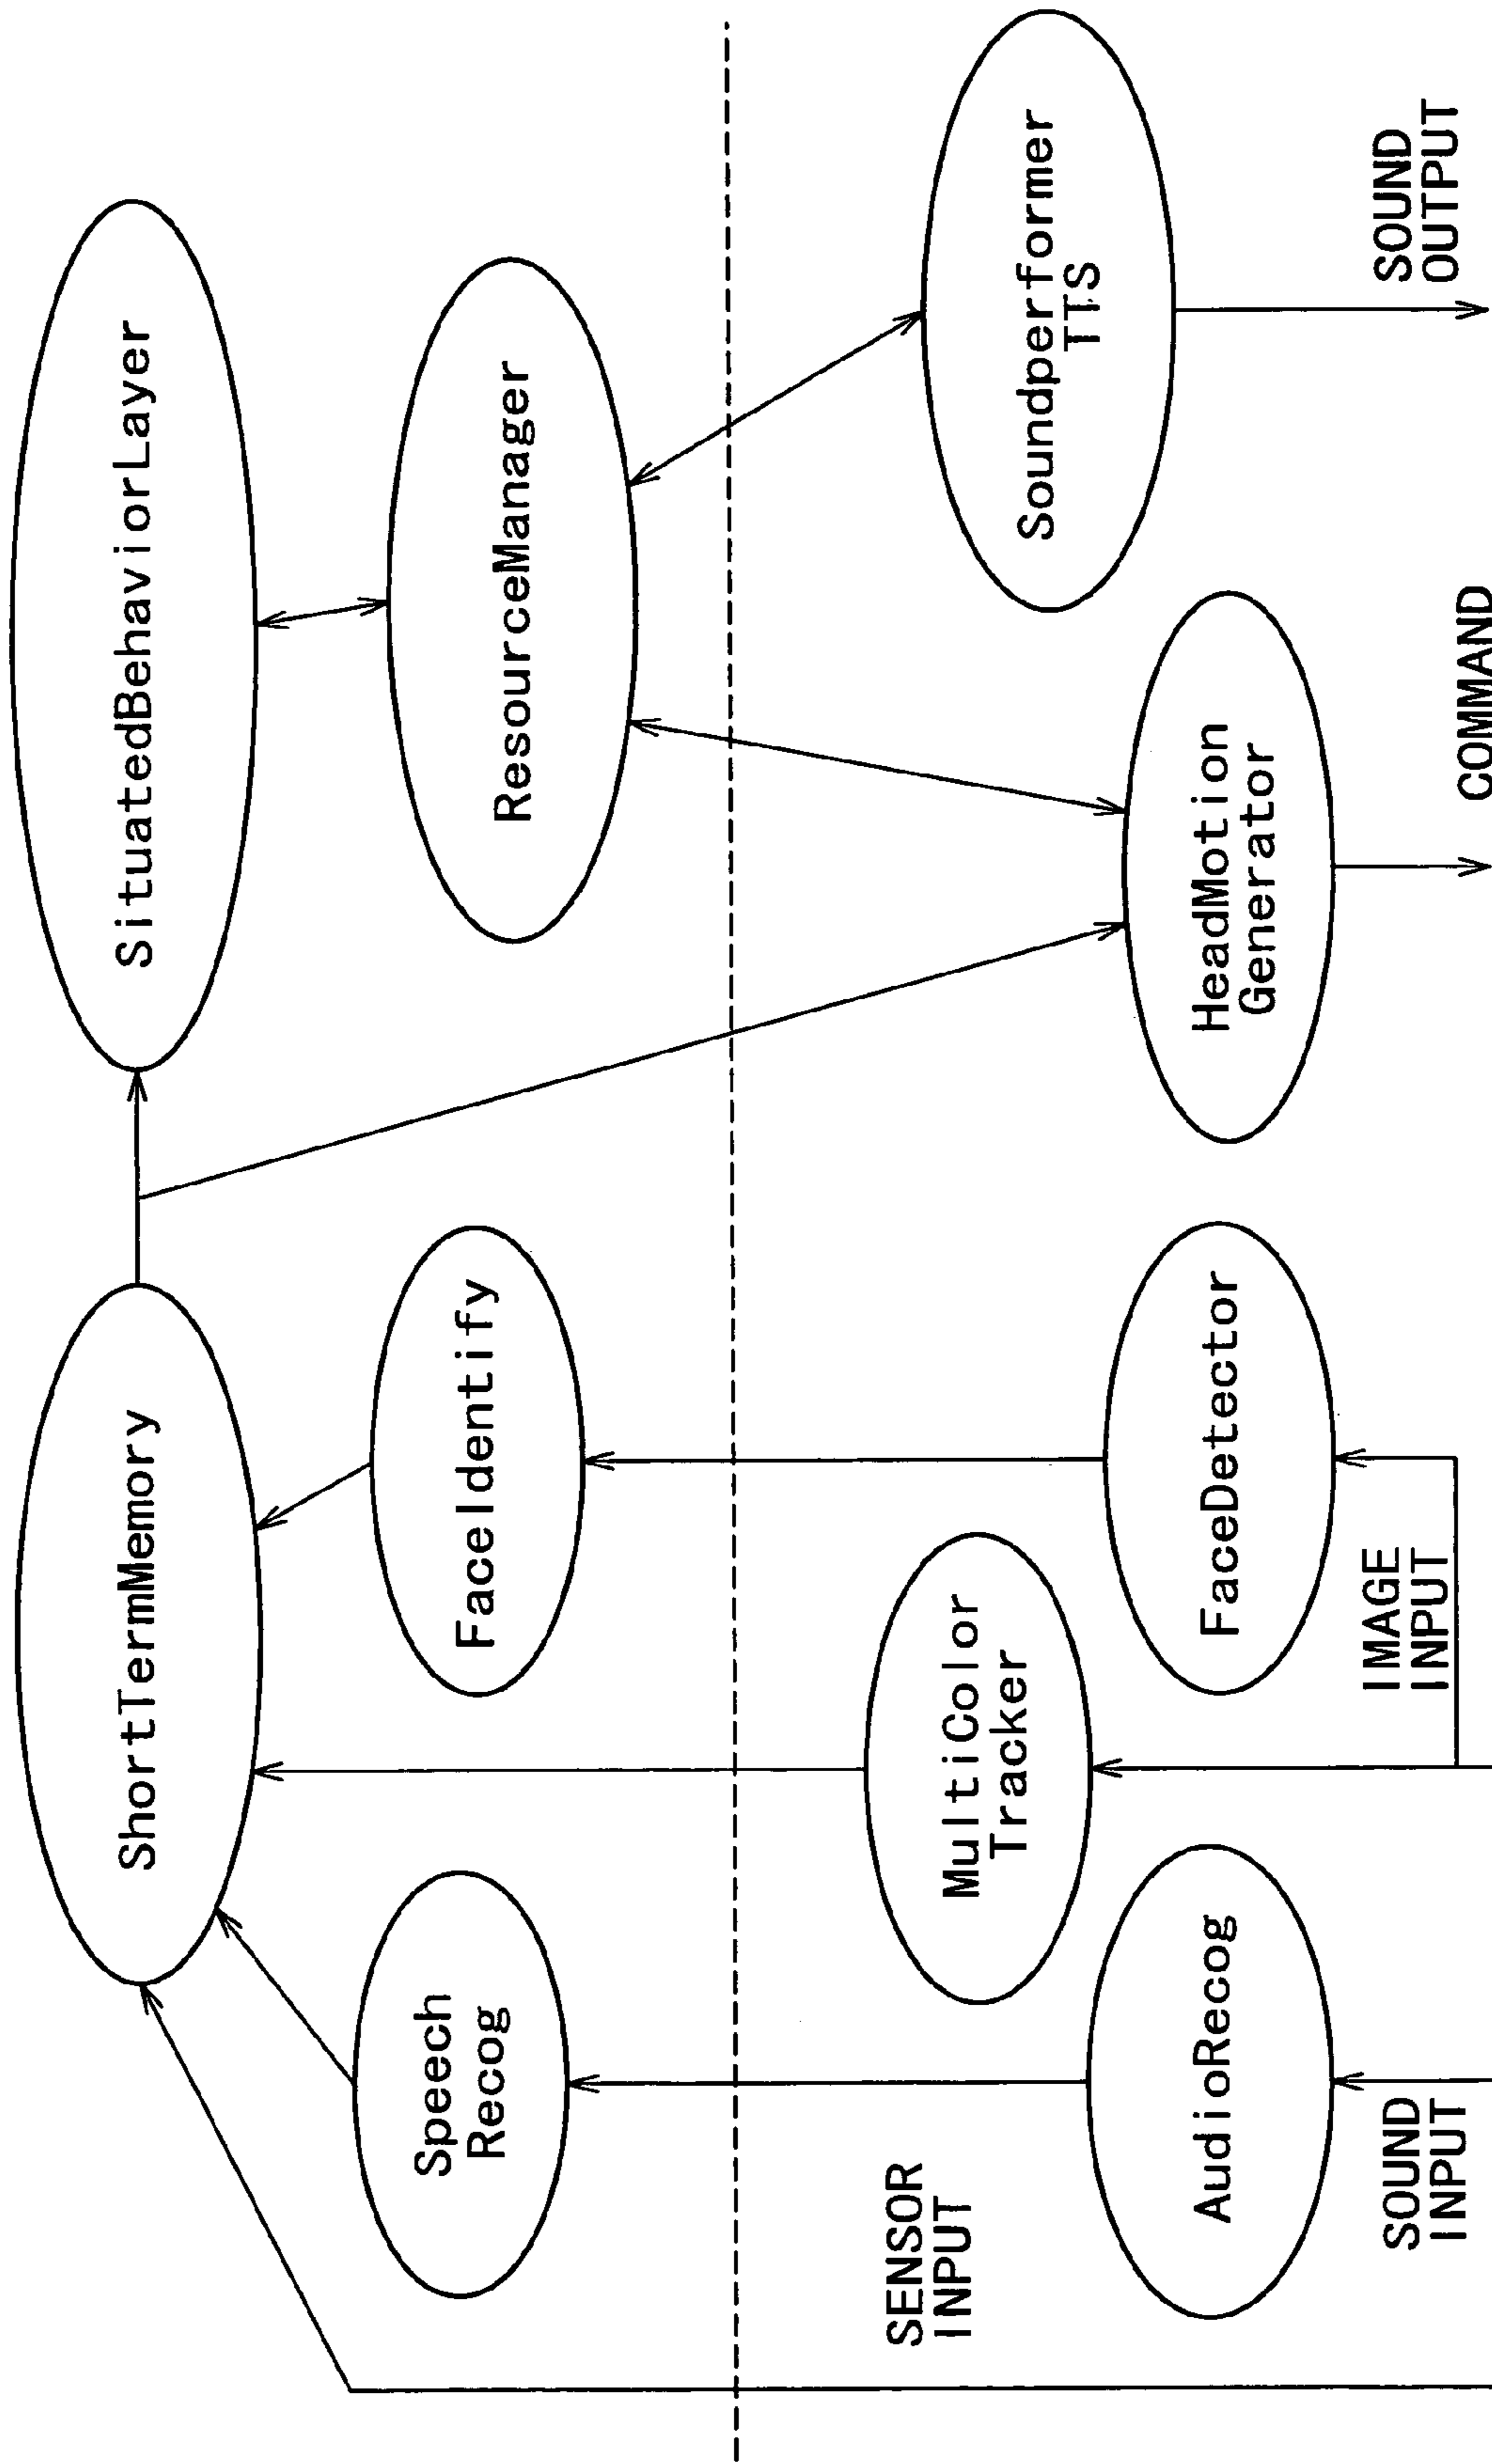 ShortTermMemory
SituatedBehaviorLayer
Speech
Recog
FaceIdentify
ResourceManager
SENSOR
INPUT
MultiColor
Tracker
Soundperformer
TTS
AudioRecog
FaceDetector
HeadMotion
Generator
SOUND
INPUT
IMAGE
INPUT
COMMAND
SOUND
OUTPUT